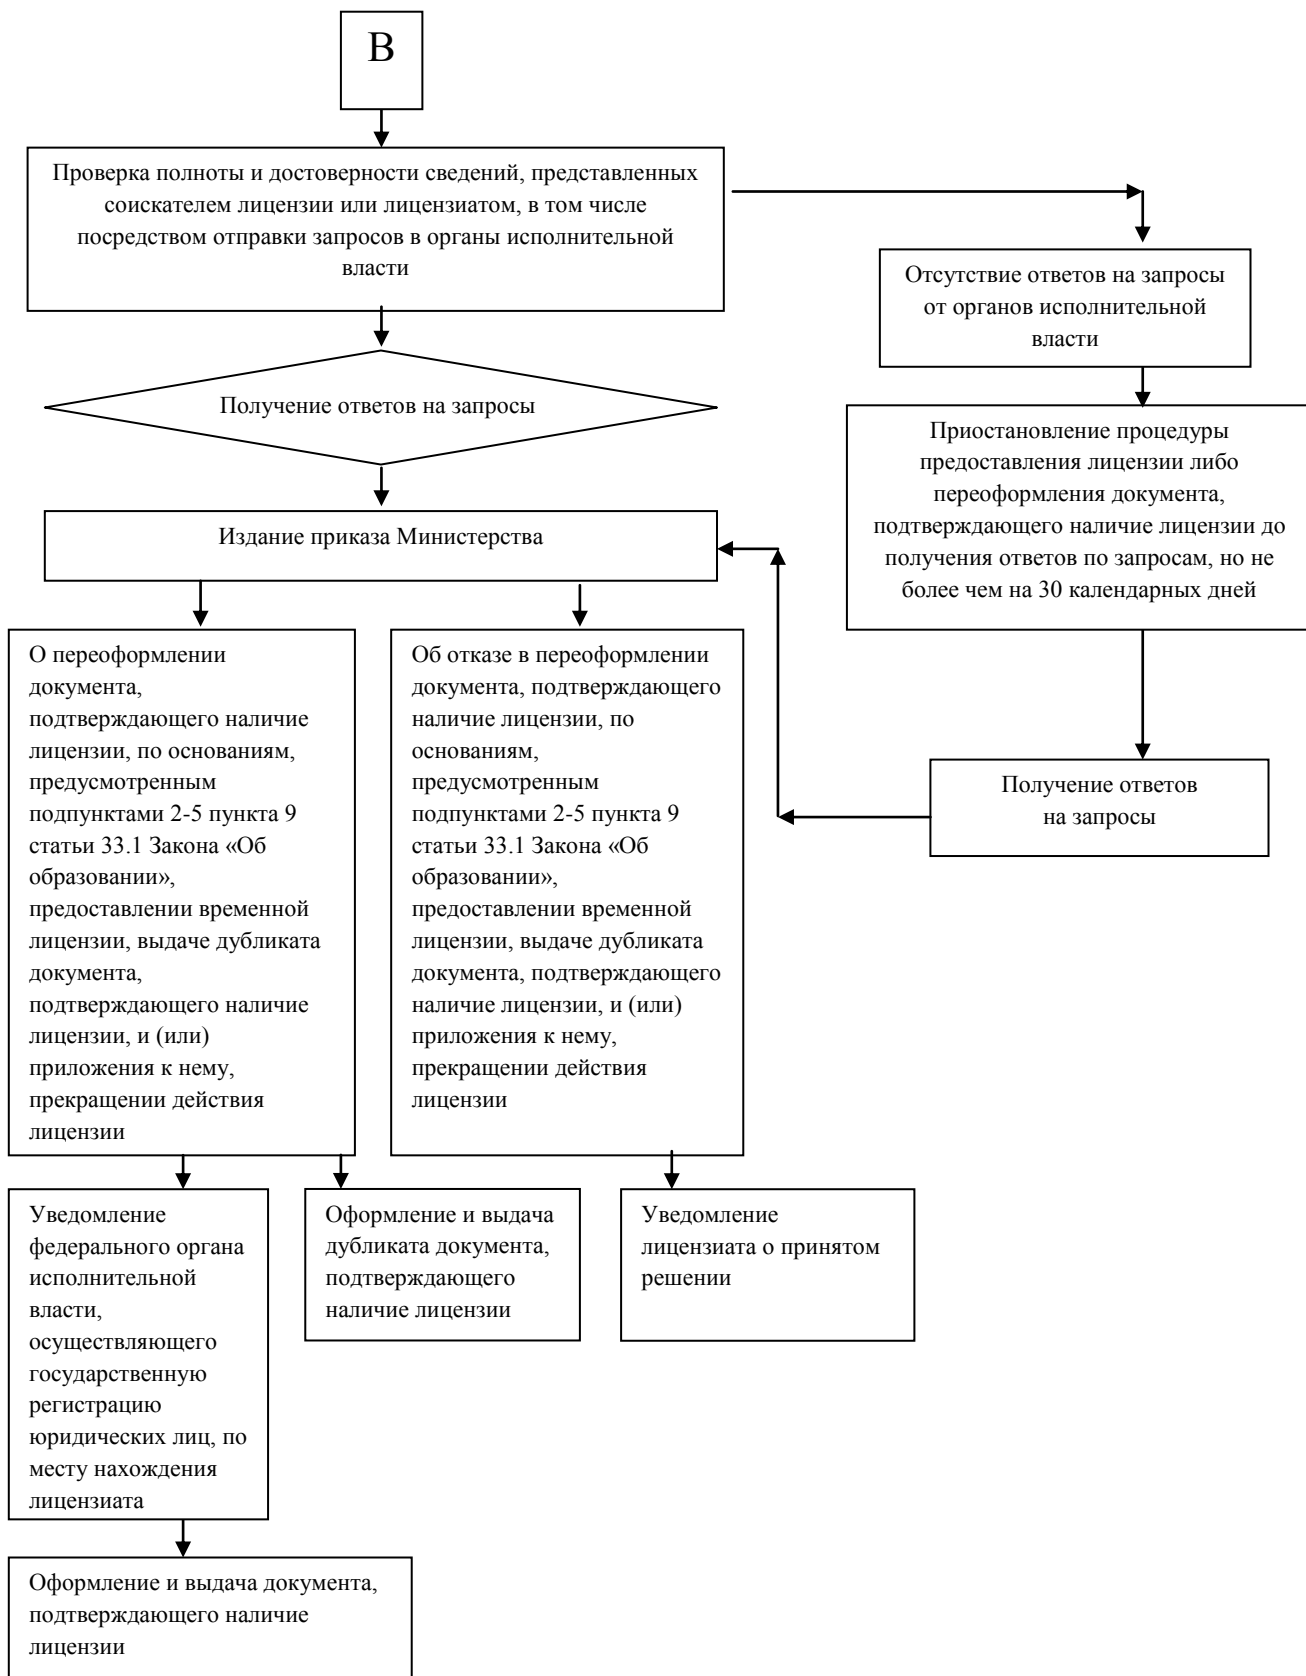 В
Проверка полноты и достоверности сведений, представленных
соискателем лицензии или лицензиатом, в том числе
посредством отправки запросов в органы исполнительной
власти
Отсутствие ответов на запросы
от органов исполнительной
власти
Получение ответов на запросы
Приостановление процедуры
предоставления лицензии либо
переоформления документа,
подтверждающего наличие лицензии до
получения ответов по запросам, но не
более чем на 30 календарных дней
Издание приказа Министерства
О переоформлении
документа,
подтверждающего наличие
лицензии, по основаниям,
предусмотренным
подпунктами 2-5 пункта 9
статьи 33.1 Закона «Об
образовании»,
предоставлении временной
лицензии, выдаче дубликата
документа,
подтверждающего наличие
лицензии, и (или)
приложения к нему,
прекращении действия
лицензии
Об отказе в переоформлении
документа, подтверждающего
наличие лицензии, по
основаниям,
предусмотренным
подпунктами 2-5 пункта 9
статьи 33.1 Закона «Об
образовании»,
предоставлении временной
лицензии, выдаче дубликата
документа, подтверждающего
наличие лицензии, и (или)
приложения к нему,
прекращении действия
лицензии
Получение ответов
на запросы
Уведомление
федерального органа
исполнительной
власти,
осуществляющего
государственную
регистрацию
юридических лиц, по
месту нахождения
лицензиата
Оформление и выдача
дубликата документа,
подтверждающего
наличие лицензии
Уведомление
лицензиата о принятом
решении
Оформление и выдача документа,
подтверждающего наличие
лицензии